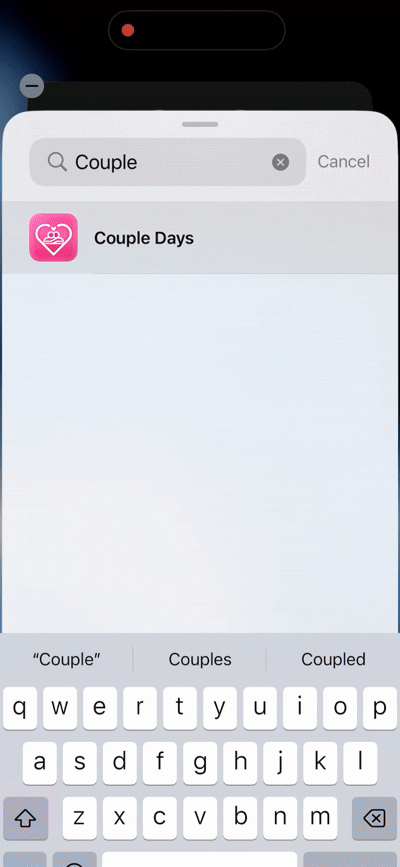 Couple
Cancel
Couple Days
“Couple” Couples Coupled
q w e r t y u i o p
a s d f g h j k l
z x c v b n m